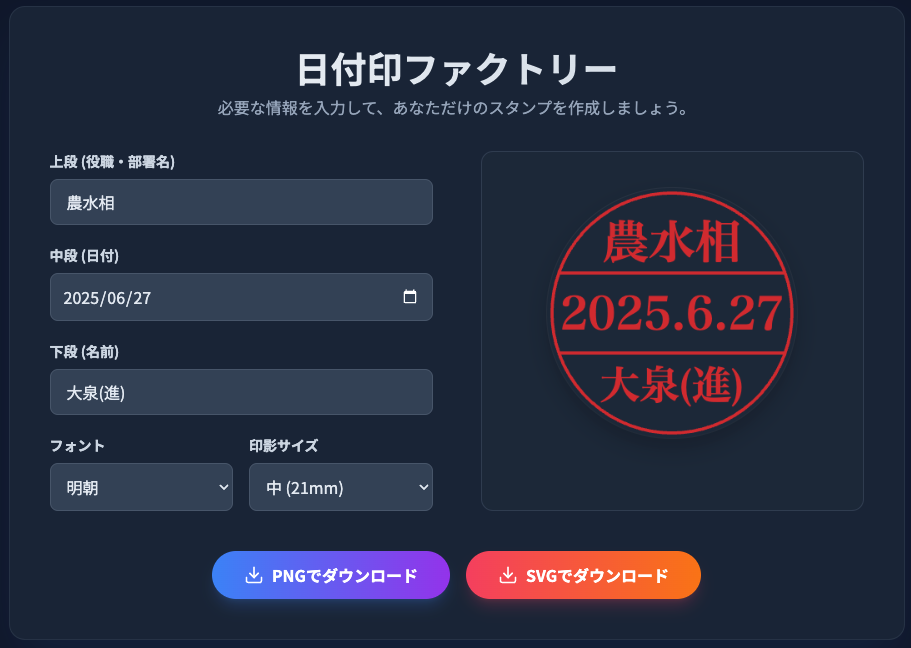 日付印ファクトリー
必要な情報を入力して、あなただけのスタンプを作成しましょう。
上段 (役職・部署名)
農水相
中段 (日付)
2025/06/27
下段 (名前)
大泉(進)
フォント
印影サイズ
明朝
中 (21mm)
農水相
2025.6.27
大泉(進)
PNGでダウンロード
SVGでダウンロード